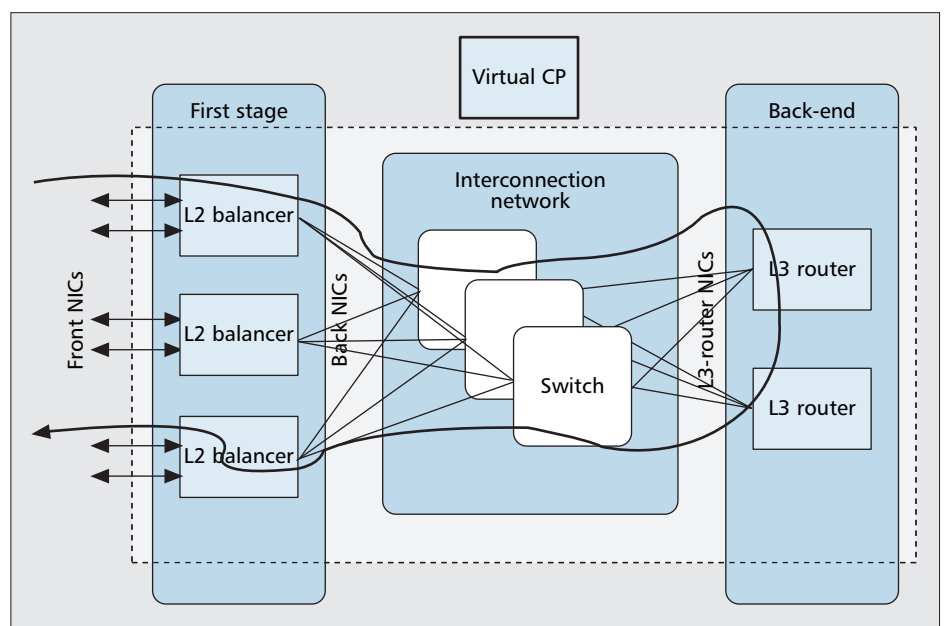 Virtual CP
First stage
Back-end
Interconnection
network
L2 balancer
L2 balancer
L2 balancer
Front NICs
Back NICs
Switch
L3-router NICs
L3 router
L3 router